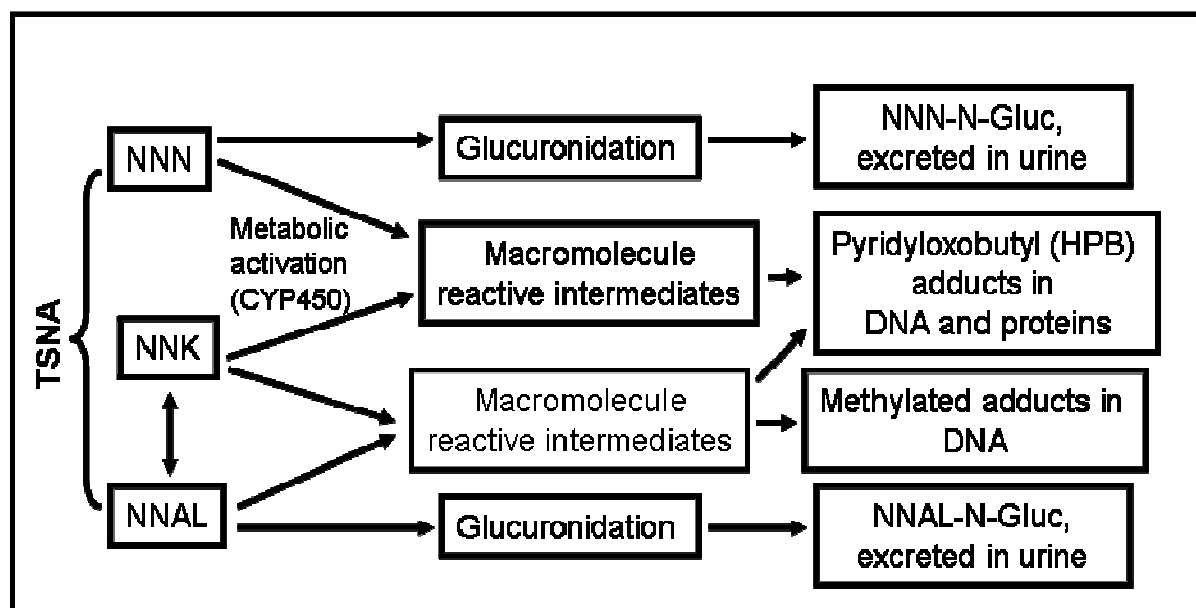 TSNA
NNN
Glucuronidation
NNN-N-Gluc,
excreted in urine
Metabolic
activation
(CYP450)
Macromolecule
reactive intermediates
Pyridyloxobutyl (HPB)
adducts in
DNA and proteins
NNK
Macromolecule
reactive intermediates
Methylated adducts in
DNA
NNAL
Glucuronidation
NNAL-N-Gluc,
excreted in urine